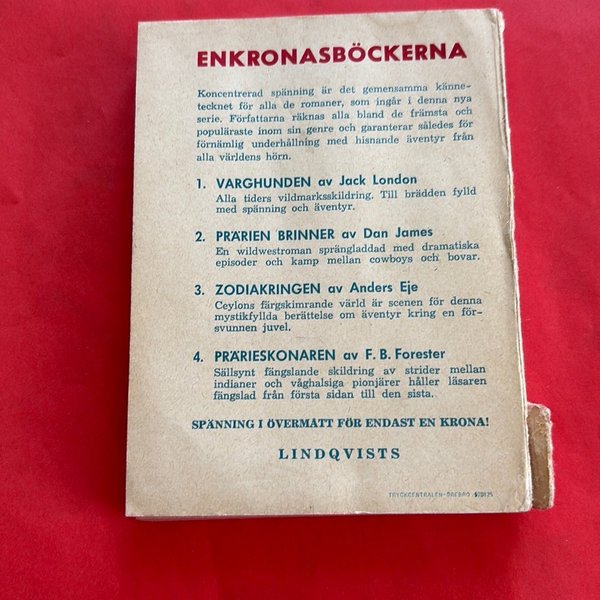 ENKRONASBÖCKERNA
Koncentrerad spänning är det gemensamma känne-
tecknet för alla de romaner, som ingår i denna nya
serie. Författarna räknas alla bland de främsta och
populäraste inom sin genre och garanterar således för
förnämlig underhållning med hisnande äventyr från
alla världens hörn.
1. VARGHUNDEN av Jack London
Alla tiders vildmarksskildring. Till brädden fylld
med spänning och äventyr.
2. PRÄRIEN BRINNER av Dan James
En wildwestroman sprängladdad med dramatiska
episoder och kamp mellan cowboys och bovar.
3. ZODIAKRINGEN av Anders Eje
Ceylons färgskimrande värld är scenen för denna
mystikfyllda berättelse om äventyr kring en för-
svunnen juvel.
4. PRÄRIESKONAREN av F. B. Forester
Sällsynt fängslande skildring av strider mellan
indianer och våghalsiga pionjärer håller läsaren
fängslad från första sidan till den sista.
SPÄNNING I ÖVERMÅTT FÖR ENDAST EN KRONA!
LINDQVISTS
TRYCKCENTRALEN-ÖREBRO